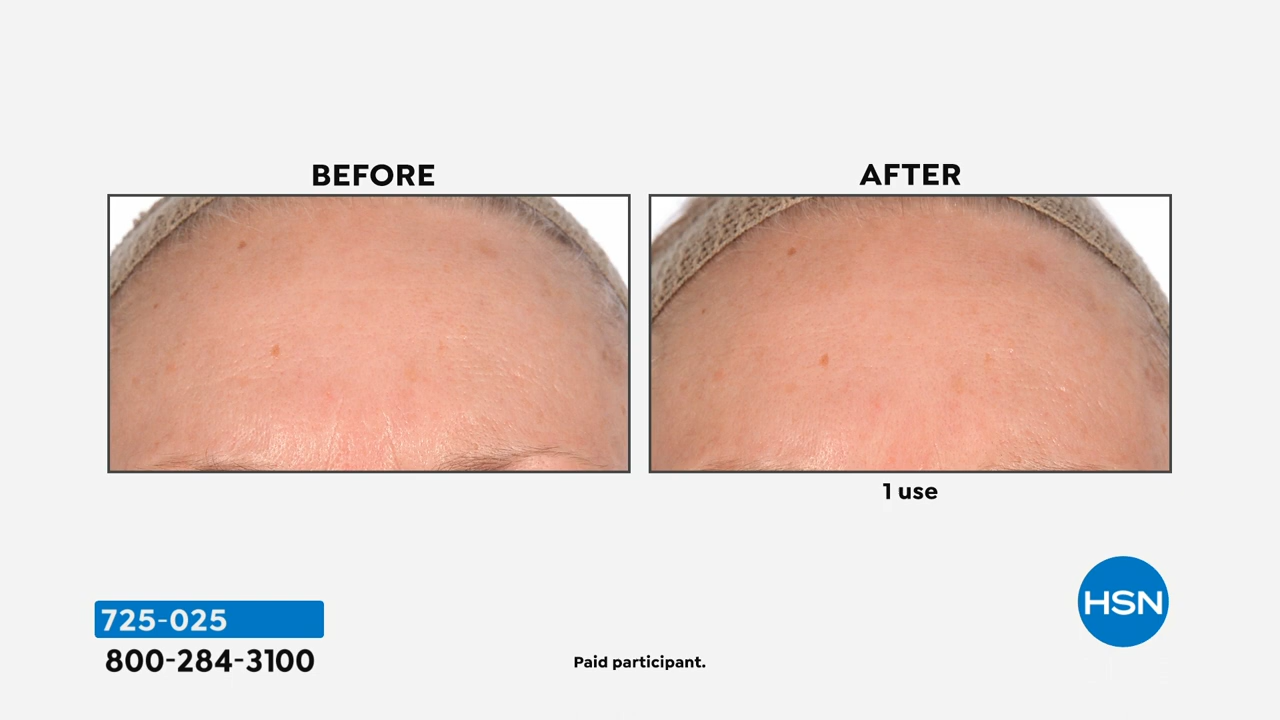 BEFORE
AFTER
1 use
725-025
800-284-3100
Paid participant.
HSN